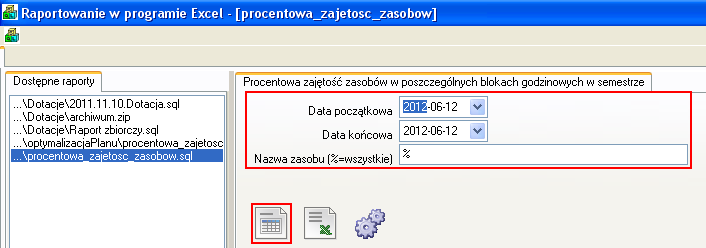 Raportowanie w programie Excel - [procentowa_zajetosc_zasobow]
Dostępne raporty
...\Dotacje\2011.11.10.Dotacja.sql
...\Dotacje\archiwum.zip
...\Dotacje\Raport zbiorczy.sql
...\optymalizacjaPlanu\procentowa_zajetosc
...\procentowa_zajetosc_zasobow.sql
Procentowa zajętość zasobów w poszczególnych blokach godzinowych w semestrze
Data początkowa 2012-06-12
Data końcowa 2012-06-12
Nazwa zasobu (%=wszystkie) %